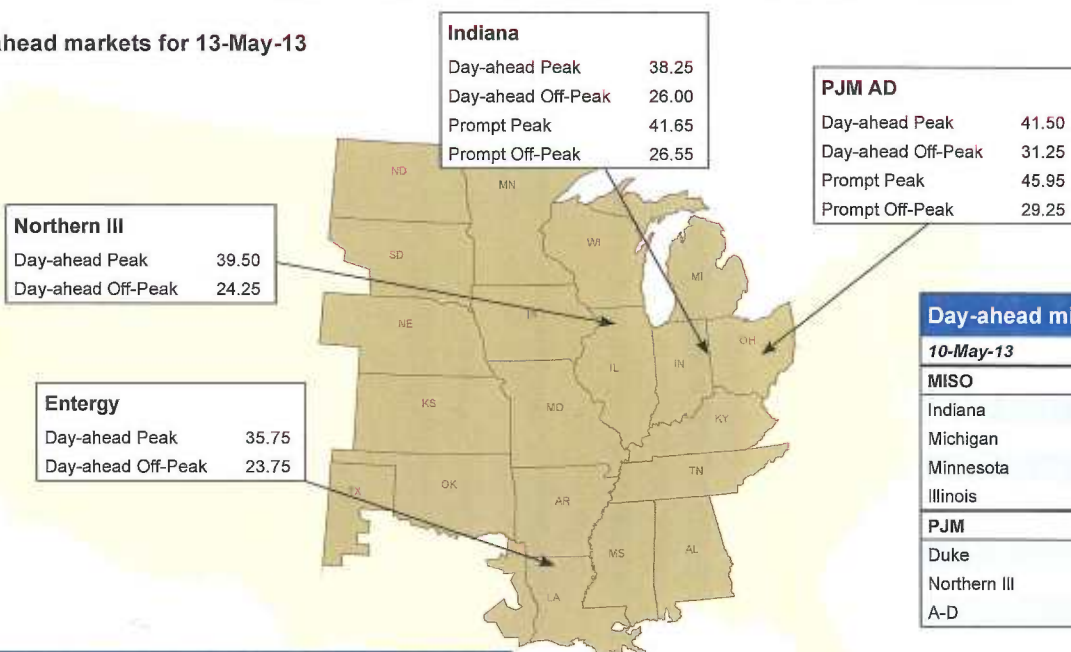 ahead markets for 13-May-13
Indiana
Day-ahead Peak 38.25
Day-ahead Off-Peak 26.00
Prompt Peak 41.65
Prompt Off-Peak 26.55
PJM AD
Day-ahead Peak 41.50
Day-ahead Off-Peak 31.25
Prompt Peak 45.95
Prompt Off-Peak 29.25
Northern Ill
Day-ahead Peak 39.50
Day-ahead Off-Peak 24.25
Entergy
Day-ahead Peak 35.75
Day-ahead Off-Peak 23.75
ND
MN
SD
WI
MI
NE
IL
IN
OH
KS
MO
KY
TX
OK
AR
TN
MS
AL
LA
Day-ahead
10-May-13
MISO
Indiana
Michigan
Minnesota
Illinois
PJM
Duke
Northern Ill
A-D